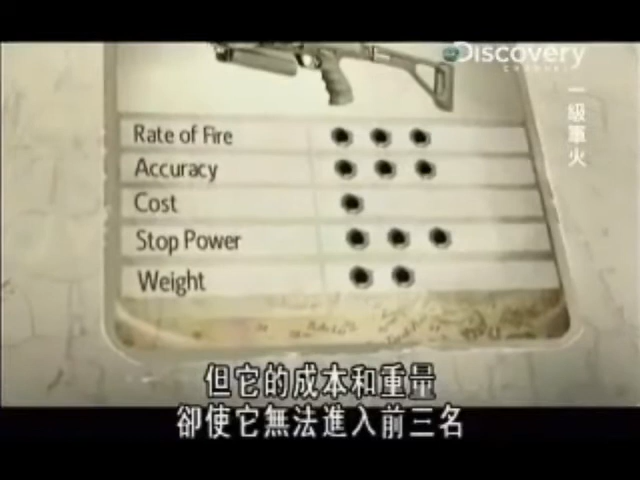 Discovery
CHANNEL
一級軍火
Rate of Fire
Accuracy
Cost
Stop Power
Weight
但它的成本和重量
卻使它無法進入前三名